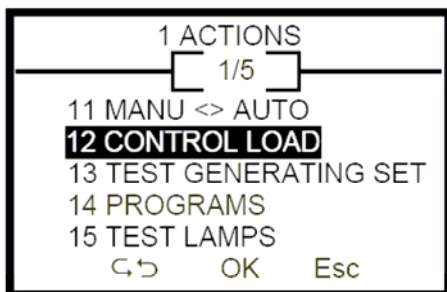 1 ACTIONS
1/5
11 MANU <> AUTO
12 CONTROL LOAD
13 TEST GENERATING SET
14 PROGRAMS
15 TEST LAMPS
OK Esc